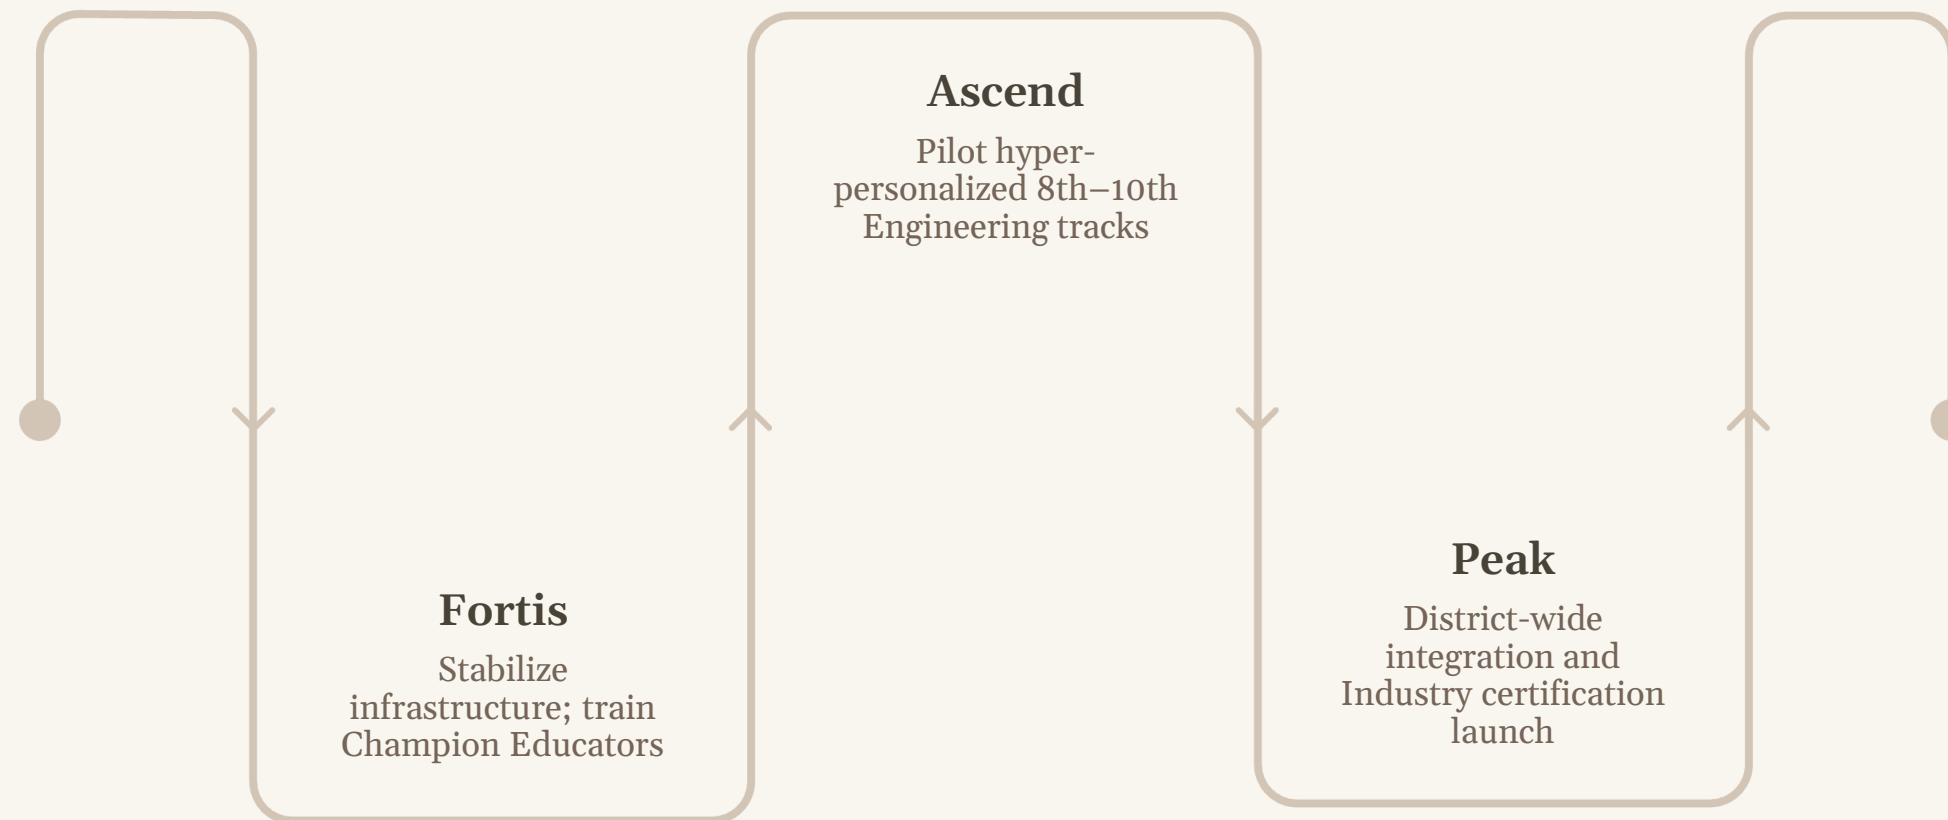 Fortis
Stabilize
infrastructure; train
Champion Educators
Ascend
Pilot hyper-
personalized 8th–10th
Engineering tracks
Peak
District-wide
integration and
Industry certification
launch